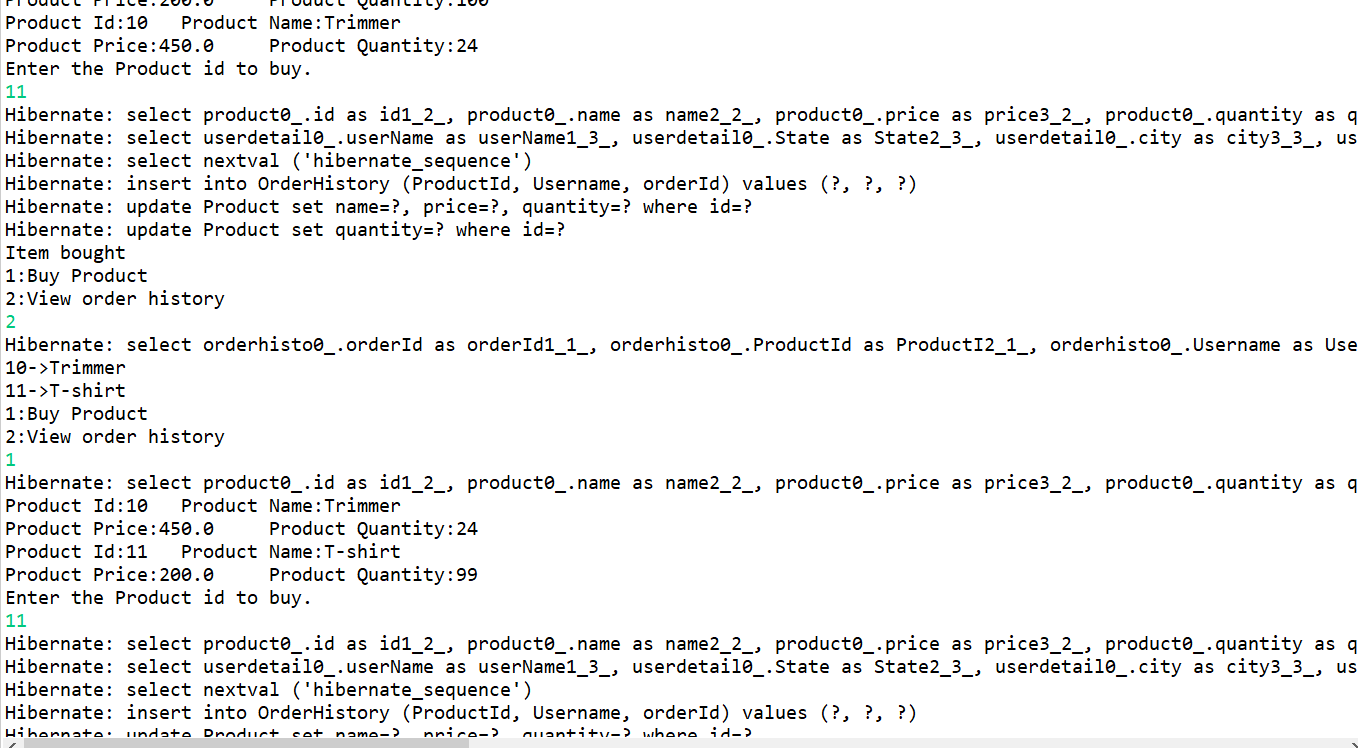 Product Price:200.0     Product Quantity:100
Product Id:10   Product Name:Trimmer
Product Price:450.0     Product Quantity:24
Enter the Product id to buy.
11
Hibernate: select product0_.id as id1_2_, product0_.name as name2_2_, product0_.price as price3_2_, product0_.quantity as q
Hibernate: select userdetail0_.userName as userName1_3_, userdetail0_.State as State2_3_, userdetail0_.city as city3_3_, us
Hibernate: select nextval ('hibernate_sequence')
Hibernate: insert into OrderHistory (ProductId, Username, orderId) values (?, ?, ?)
Hibernate: update Product set name=?, price=?, quantity=? where id=?
Hibernate: update Product set quantity=? where id=?
Item bought
1:Buy Product
2:View order history
2
Hibernate: select orderhisto0_.orderId as orderId1_1_, orderhisto0_.ProductId as ProductI2_1_, orderhisto0_.Username as Use
10->Trimmer
11->T-shirt
1:Buy Product
2:View order history
1
Hibernate: select product0_.id as id1_2_, product0_.name as name2_2_, product0_.price as price3_2_, product0_.quantity as q
Product Id:10   Product Name:Trimmer
Product Price:450.0     Product Quantity:24
Product Id:11   Product Name:T-shirt
Product Price:200.0     Product Quantity:99
Enter the Product id to buy.
11
Hibernate: select product0_.id as id1_2_, product0_.name as name2_2_, product0_.price as price3_2_, product0_.quantity as q
Hibernate: select userdetail0_.userName as userName1_3_, userdetail0_.State as State2_3_, userdetail0_.city as city3_3_, us
Hibernate: select nextval ('hibernate_sequence')
Hibernate: insert into OrderHistory (ProductId, Username, orderId) values (?, ?, ?)
Hibernate: update Product set name=?, price=?, quantity=? where id=?